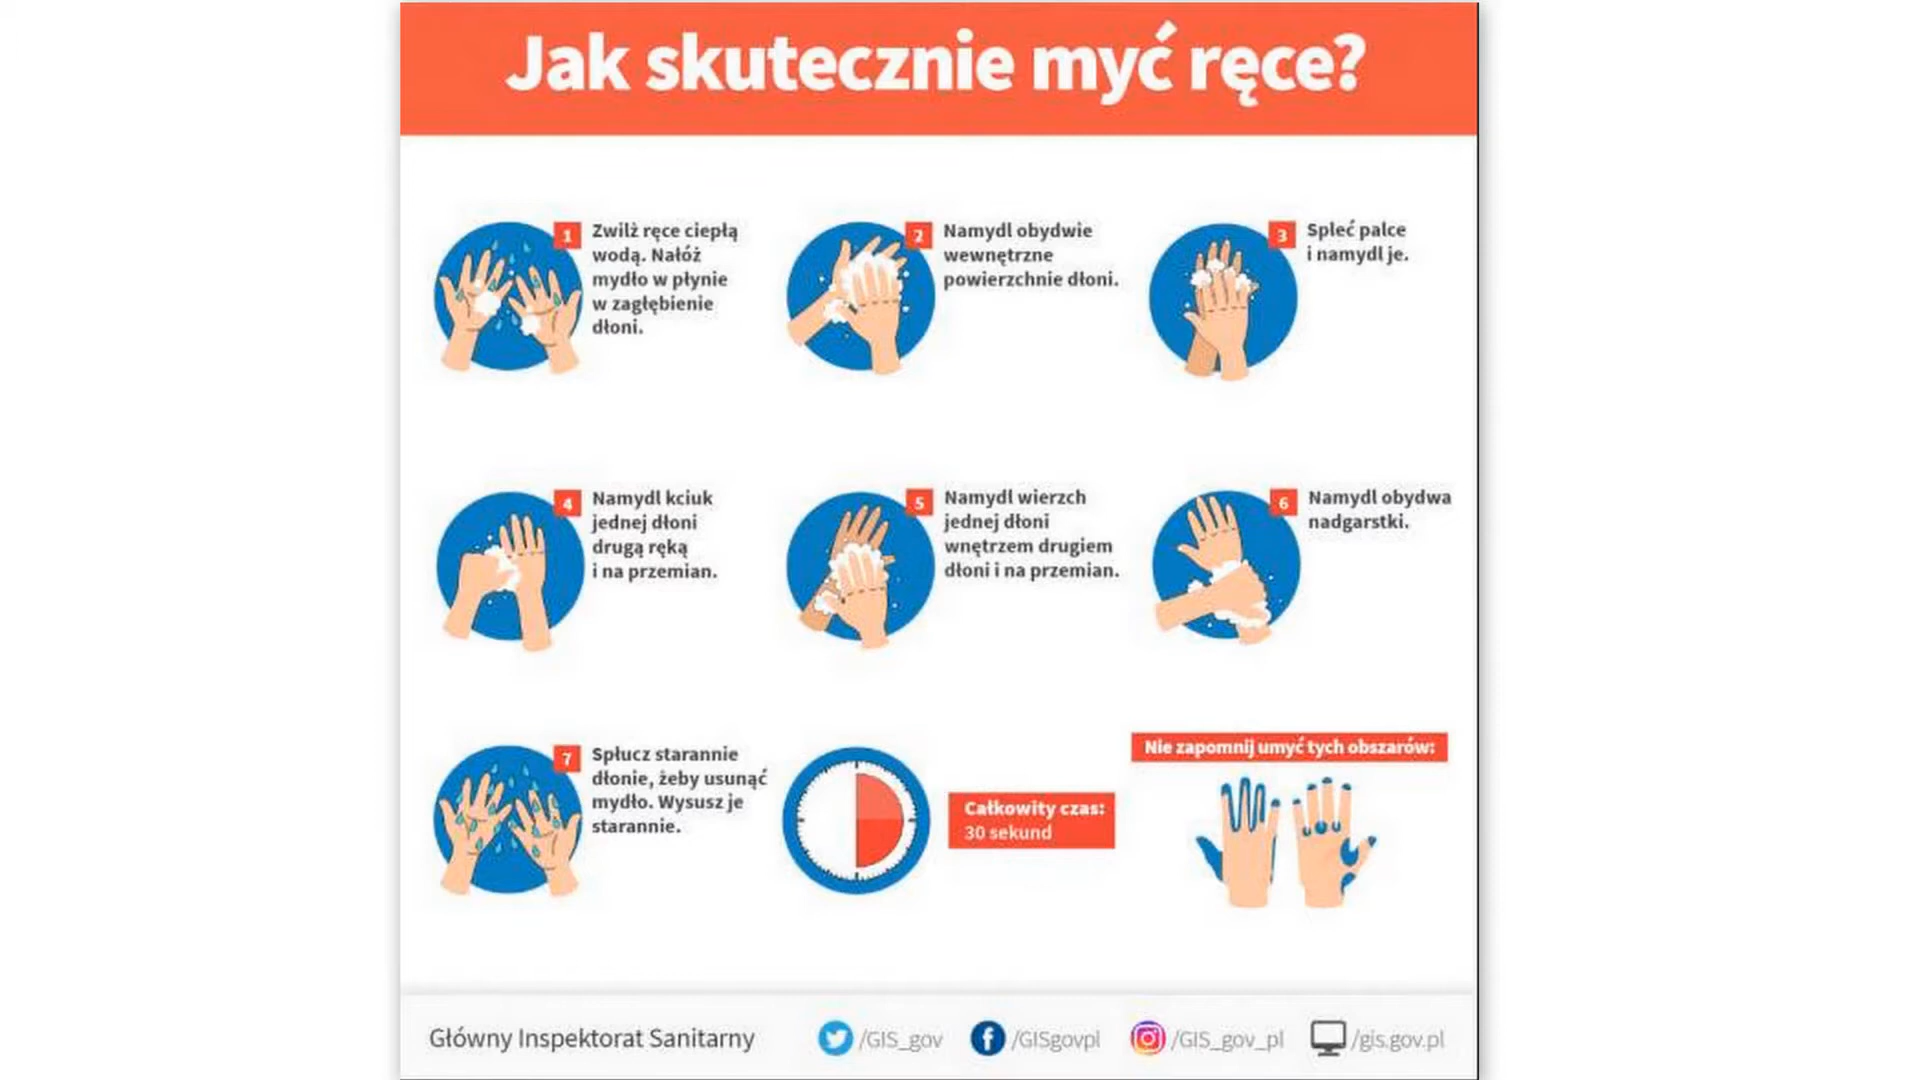 Jak skutecznie myć ręce?
1
Zwilż ręce ciepłą
wodą. Nałóż
mydło w płynie
w zagłębienie
dłoni.
2
Namydl obydwie
wewnętrzne
powierzchnie dłoni.
3
Spleć palce
i namydl je.
4
Namydl kciuk
jednej dłoni
drugą ręką
i na przemian.
5
Namydl wierzch
jednej dłoni
wnętrzem drugiem
dłoni i na przemian.
6
Namydl obydwa
nadgarstki.
7
Spłucz starannie
dłonie, żeby usunąć
mydło. Wysusz je
starannie.
Całkowity czas:
30 sekund
Nie zapomnij umyć tych obszarów:
Główny Inspektorat Sanitarny
/GIS_gov
/GISgovpl
/GIS_gov_pl
/gis.gov.pl